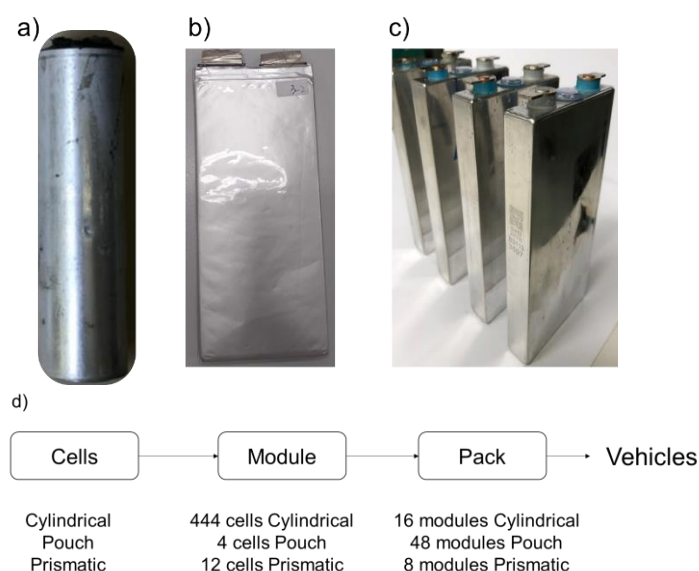 a)
b)
c)
d)
Cells
Module
Pack
Vehicles
Cylindrical
Pouch
Prismatic
444 cells Cylindrical
4 cells Pouch
12 cells Prismatic
16 modules Cylindrical
48 modules Pouch
8 modules Prismatic